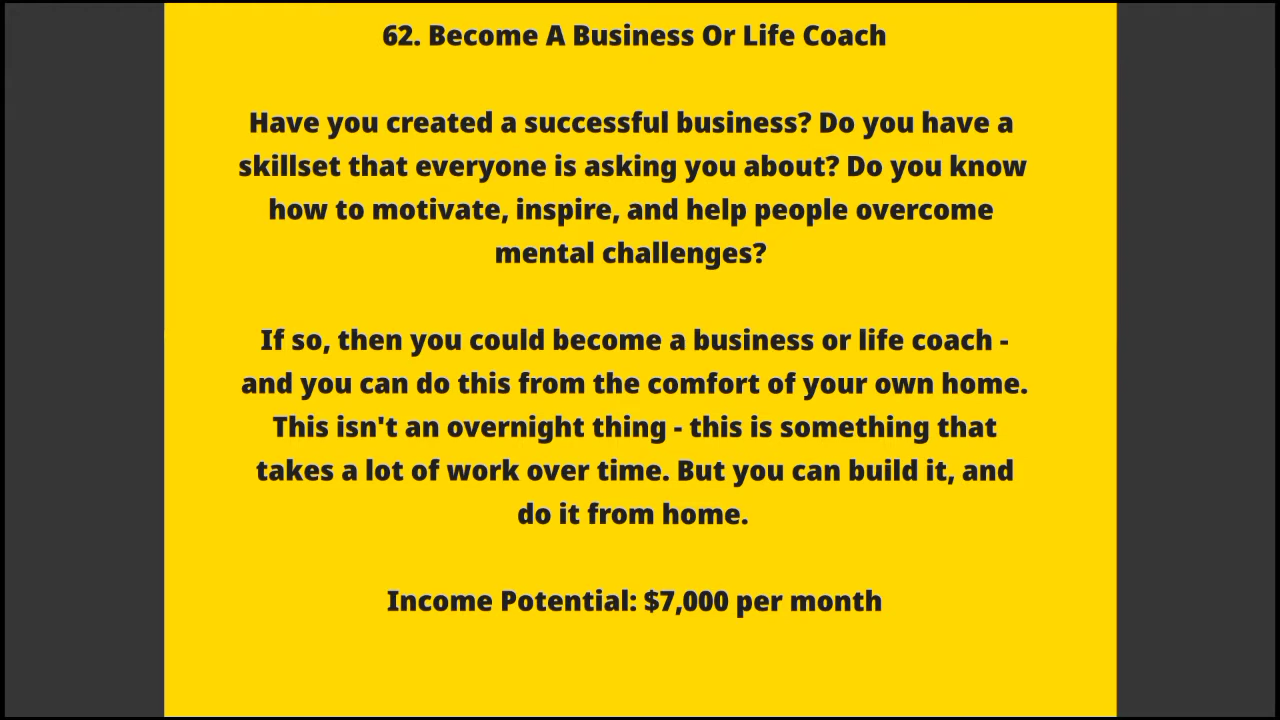 62. Become A Business Or Life Coach
Have you created a successful business? Do you have a
skillset that everyone is asking you about? Do you know
how to motivate, inspire, and help people overcome
mental challenges?
If so, then you could become a business or life coach -
and you can do this from the comfort of your own home.
This isn't an overnight thing - this is something that
takes a lot of work over time. But you can build it, and
do it from home.
Income Potential: $7,000 per month